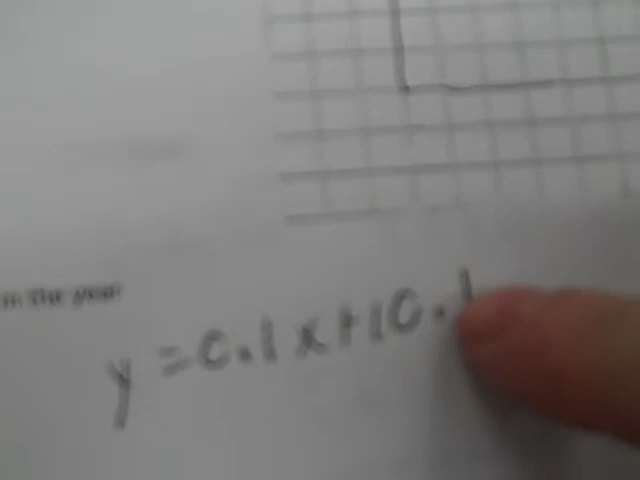 in the year
y = 0.1x+10.1